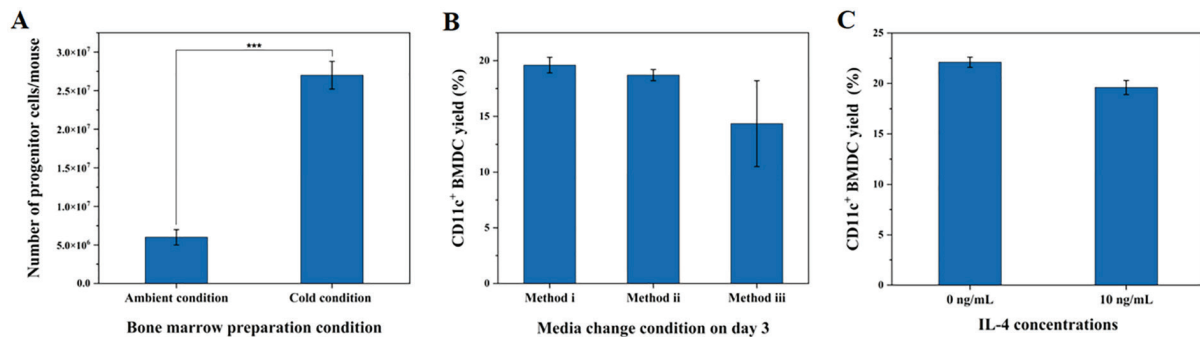 A
Number of progenitor cells/mouse
3.0×10⁷
2.5×10⁷
2.0×10⁷
1.5×10⁷
1.0×10⁷
5.0×10⁶
0.0
***
Ambient condition
Cold condition
Bone marrow preparation condition
B
CD11c⁺ BMDC yield (%)
20
15
10
5
0
Method i
Method ii
Method iii
Media change condition on day 3
C
CD11c⁺ BMDC yield (%)
25
20
15
10
5
0
0 ng/mL
10 ng/mL
IL-4 concentrations